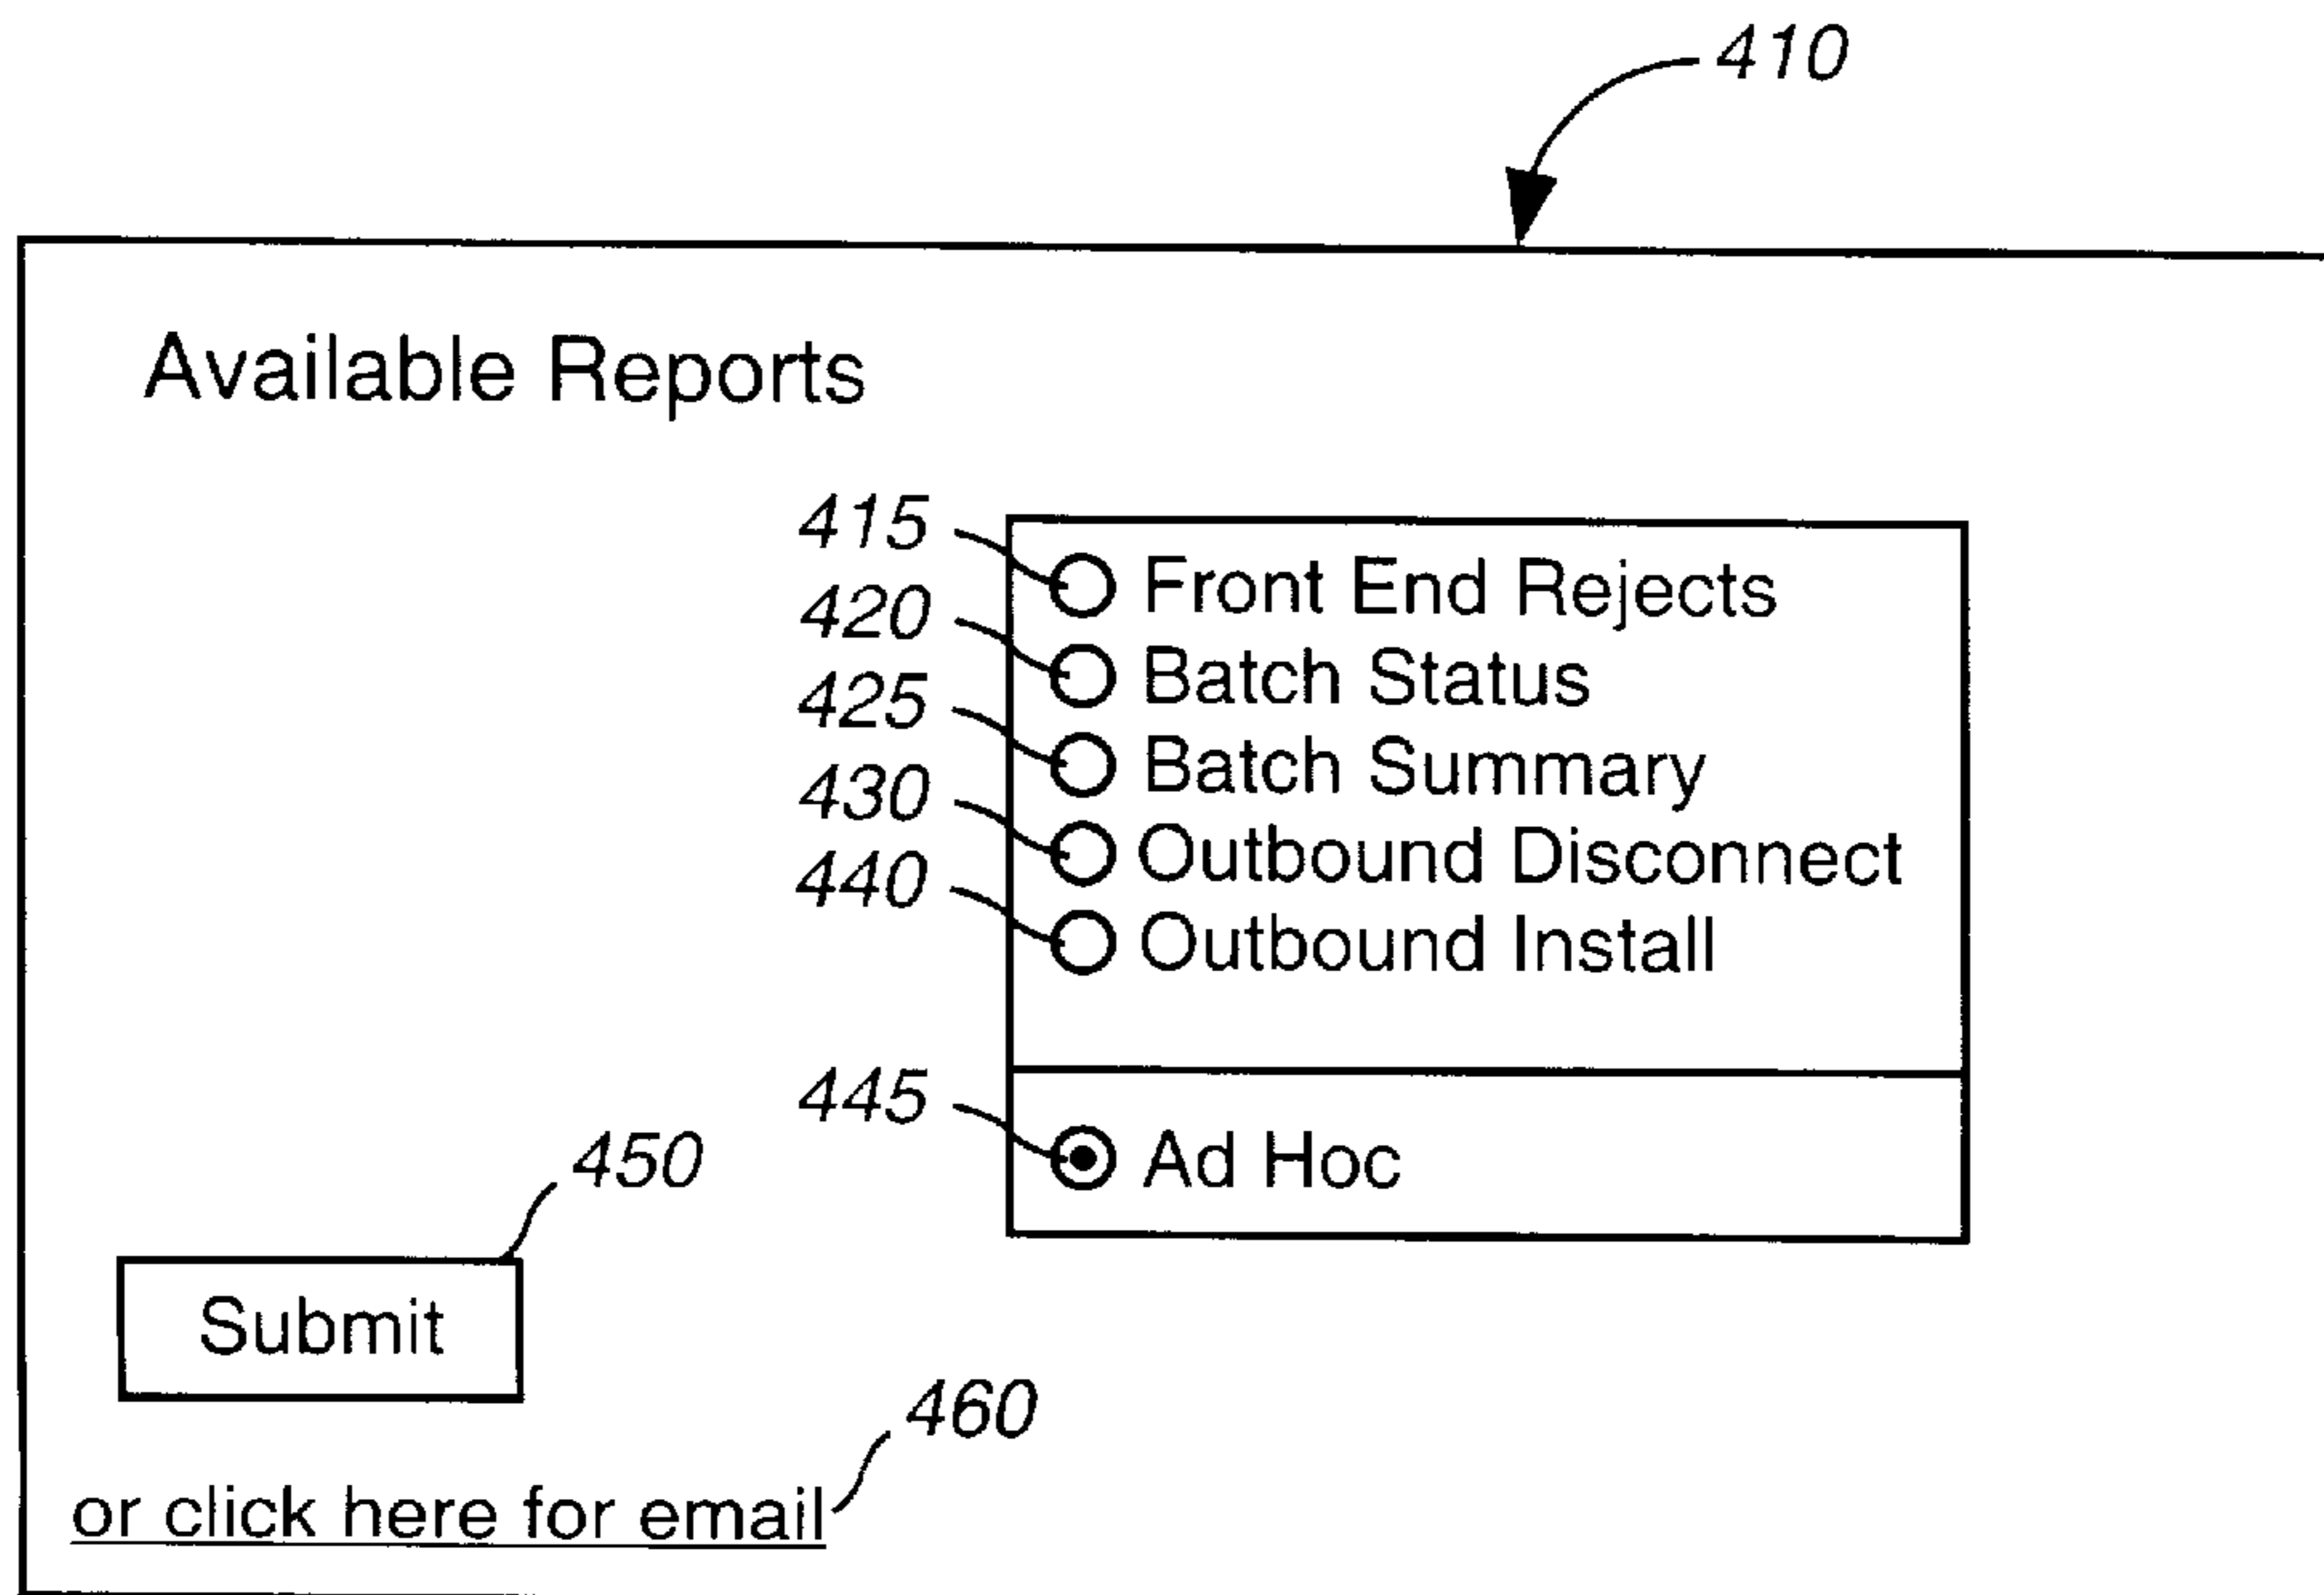 410
Available Reports
415 Front End Rejects
420 Batch Status
425 Batch Summary
430 Outbound Disconnect
440 Outbound Install
445 Ad Hoc
450
Submit
460
or click here for email